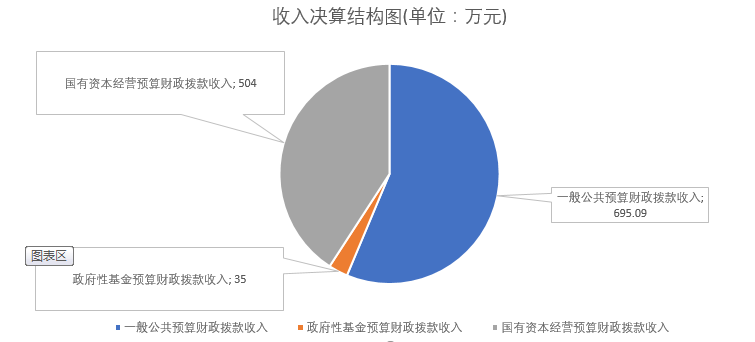 收入决算结构图(单位：万元)
国有资本经营预算财政拨款收入; 504
一般公共预算财政拨款收入;
695.09
图表区
政府性基金预算财政拨款收入; 35
一般公共预算财政拨款收入
政府性基金预算财政拨款收入
国有资本经营预算财政拨款收入